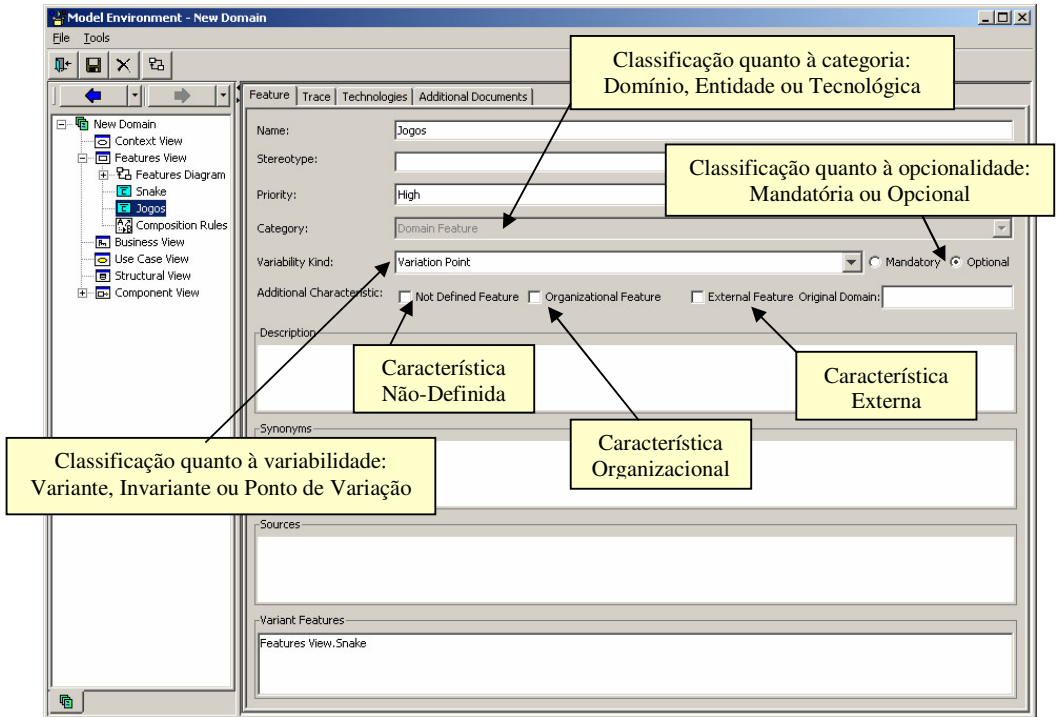 Model Environment - New Domain
File Tools
Classificação quanto à categoria:
Domínio, Entidade ou Tecnológica
Feature Trace Technologies Additional Documents
New Domain
Context View
Features View
Features Diagram
Snake
Jogos
Composition Rules
Business View
Use Case View
Structural View
Component View
Name: Jogos
Stereotype:
Classificação quanto à opcionalidade:
Mandatória ou Opcional
Priority: High
Category: Domain Feature
Variability Kind: Variation Point Mandatory Optional
Additional Characteristic: Not Defined Feature Organizational Feature External Feature Original Domain:
Description
Característica
Não-Definida
Característica
Externa
Synonyms
Característica
Organizacional
Classificação quanto à variabilidade:
Variante, Invariante ou Ponto de Variação
Sources
Variant Features
Features View.Snake